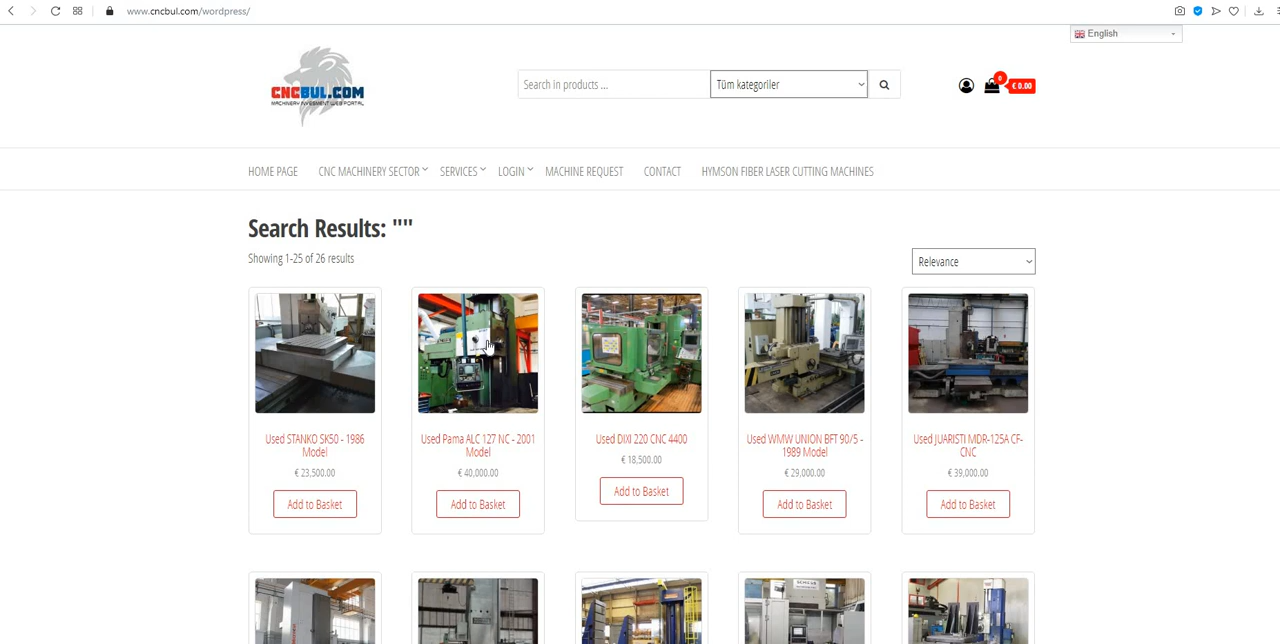 www.cncbul.com/wordpress/
English
CNCBUL.COM
MACHINERY INVESMENT WEB PORTAL
Search in products ...
Tüm kategoriler
0
€ 0.00
HOME PAGE
CNC MACHINERY SECTOR
SERVICES
LOGIN
MACHINE REQUEST
CONTACT
HYMSON FIBER LASER CUTTING MACHINES
Search Results: ""
Showing 1-25 of 26 results
Relevance
Used STANKO SK50 - 1986
Model
€ 23,500.00
Add to Basket
Used Pama ALC 127 NC - 2001
Model
€ 40,000.00
Add to Basket
Used DIXI 220 CNC 4400
€ 18,500.00
Add to Basket
Used WMW UNION BFT 90/5 -
1989 Model
€ 29,000.00
Add to Basket
Used JUARISTI MDR-125A CF-
CNC
€ 39,000.00
Add to Basket